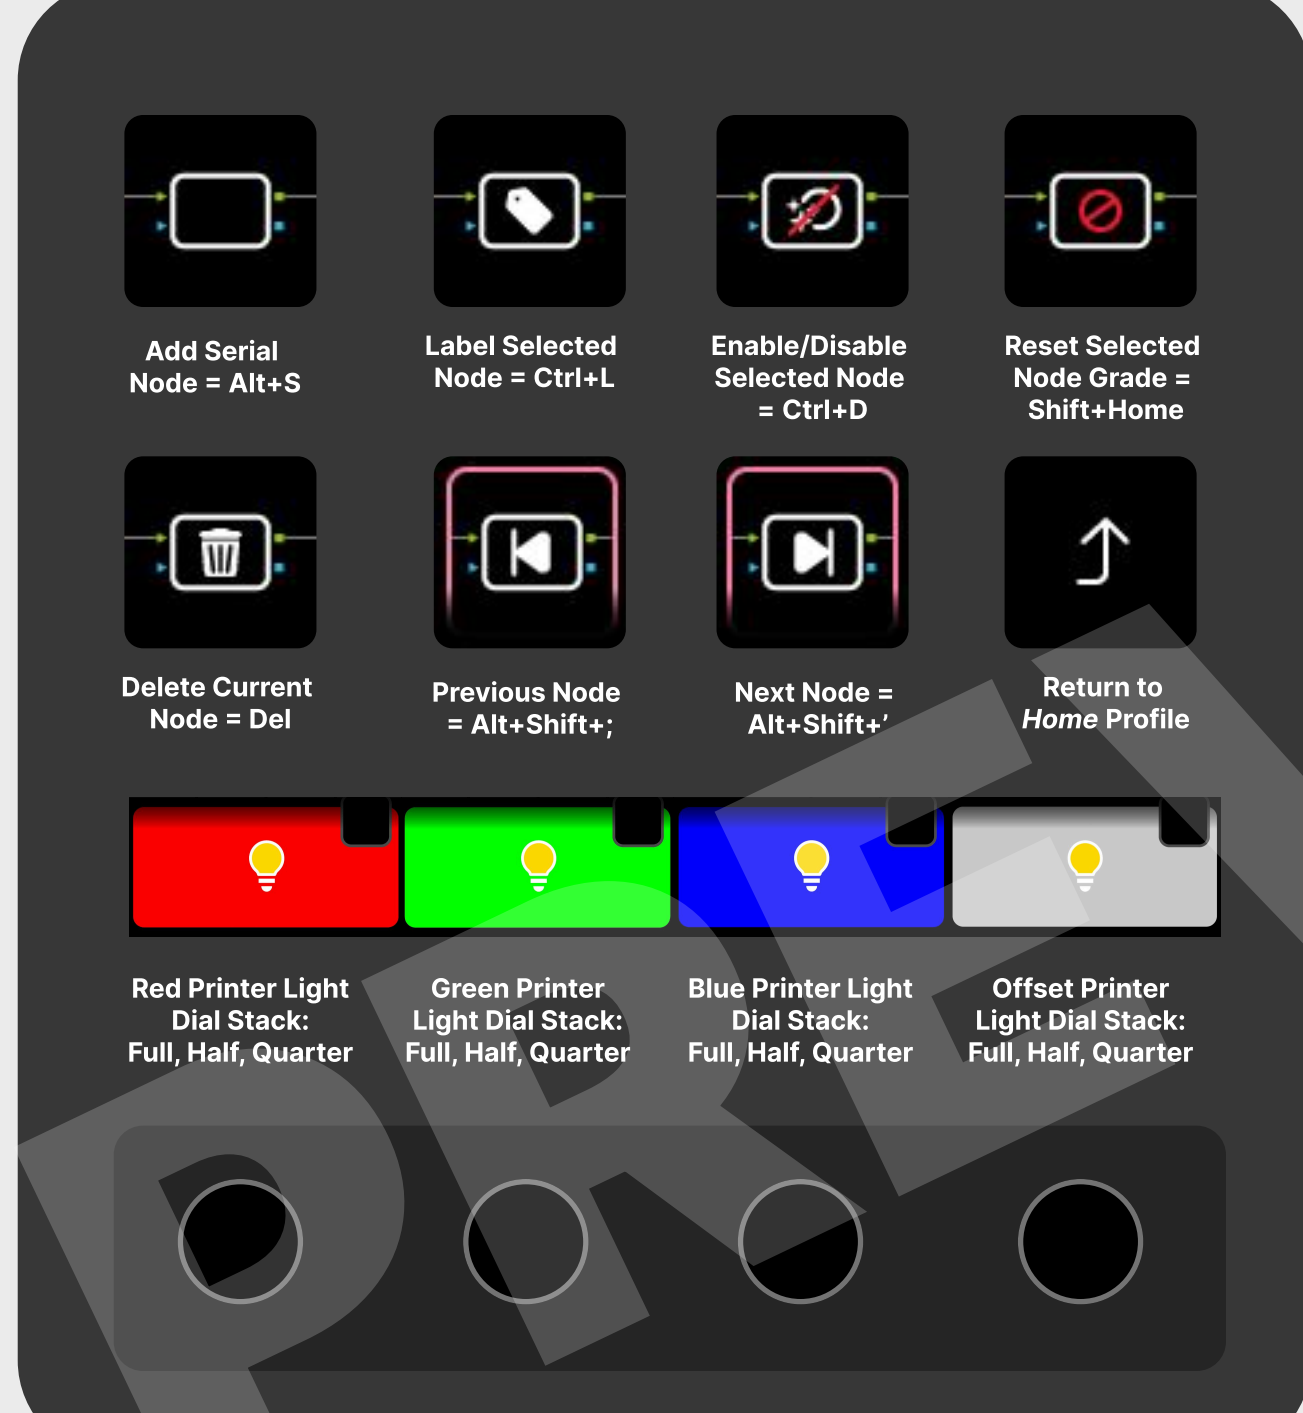 Add Serial
Node = Alt+S
Label Selected
Node = Ctrl+L
Enable/Disable
Selected Node
= Ctrl+D
Reset Selected
Node Grade =
Shift+Home
Delete Current
Node = Del
Previous Node
= Alt+Shift+;
Next Node =
Alt+Shift+’
Return to
Home Profile
Red Printer Light
Dial Stack:
Full, Half, Quarter
Green Printer
Light Dial Stack:
Full, Half, Quarter
Blue Printer Light
Dial Stack:
Full, Half, Quarter
Offset Printer
Light Dial Stack:
Full, Half, Quarter